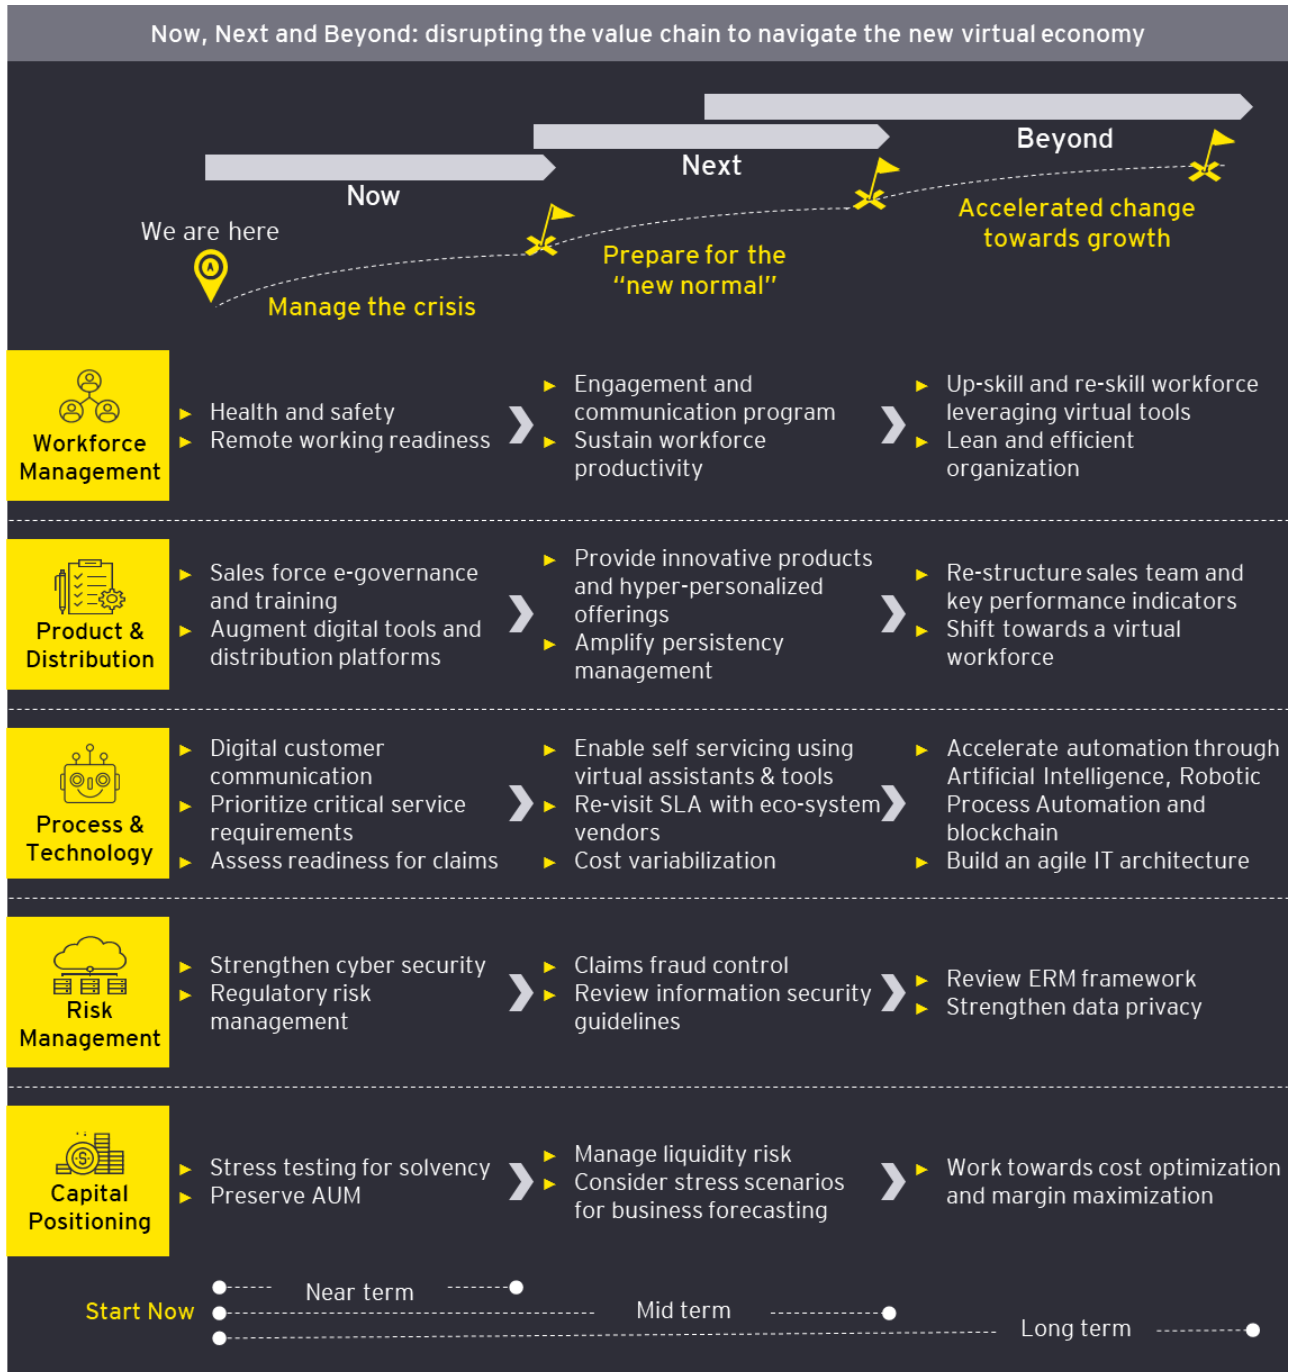 Now, Next and Beyond: disrupting the value chain to navigate the new virtual economy
Beyond
Next
Now
We are here
Accelerated change
towards growth
Prepare for the
“new normal”
Manage the crisis
Workforce
Management
► Health and safety
► Remote working readiness
► Engagement and
communication program
► Sustain workforce
productivity
► Up-skill and re-skill workforce
leveraging virtual tools
► Lean and efficient
organization
Product &
Distribution
► Sales force e-governance
and training
► Augment digital tools and
distribution platforms
► Provide innovative products
and hyper-personalized
offerings
► Amplify persistency
management
► Re-structure sales team and
key performance indicators
► Shift towards a virtual
workforce
Process &
Technology
► Digital customer
communication
► Prioritize critical service
requirements
► Assess readiness for claims
► Enable self servicing using
virtual assistants & tools
► Re-visit SLA with eco-system
vendors
► Cost variabilization
► Accelerate automation through
Artificial Intelligence, Robotic
Process Automation and
blockchain
► Build an agile IT architecture
Risk
Management
► Strengthen cyber security
► Regulatory risk
management
► Claims fraud control
► Review information security
guidelines
► Review ERM framework
► Strengthen data privacy
Capital
Positioning
► Stress testing for solvency
► Preserve AUM
► Manage liquidity risk
► Consider stress scenarios
for business forecasting
► Work towards cost optimization
and margin maximization
Start Now
Near term
Mid term
Long term